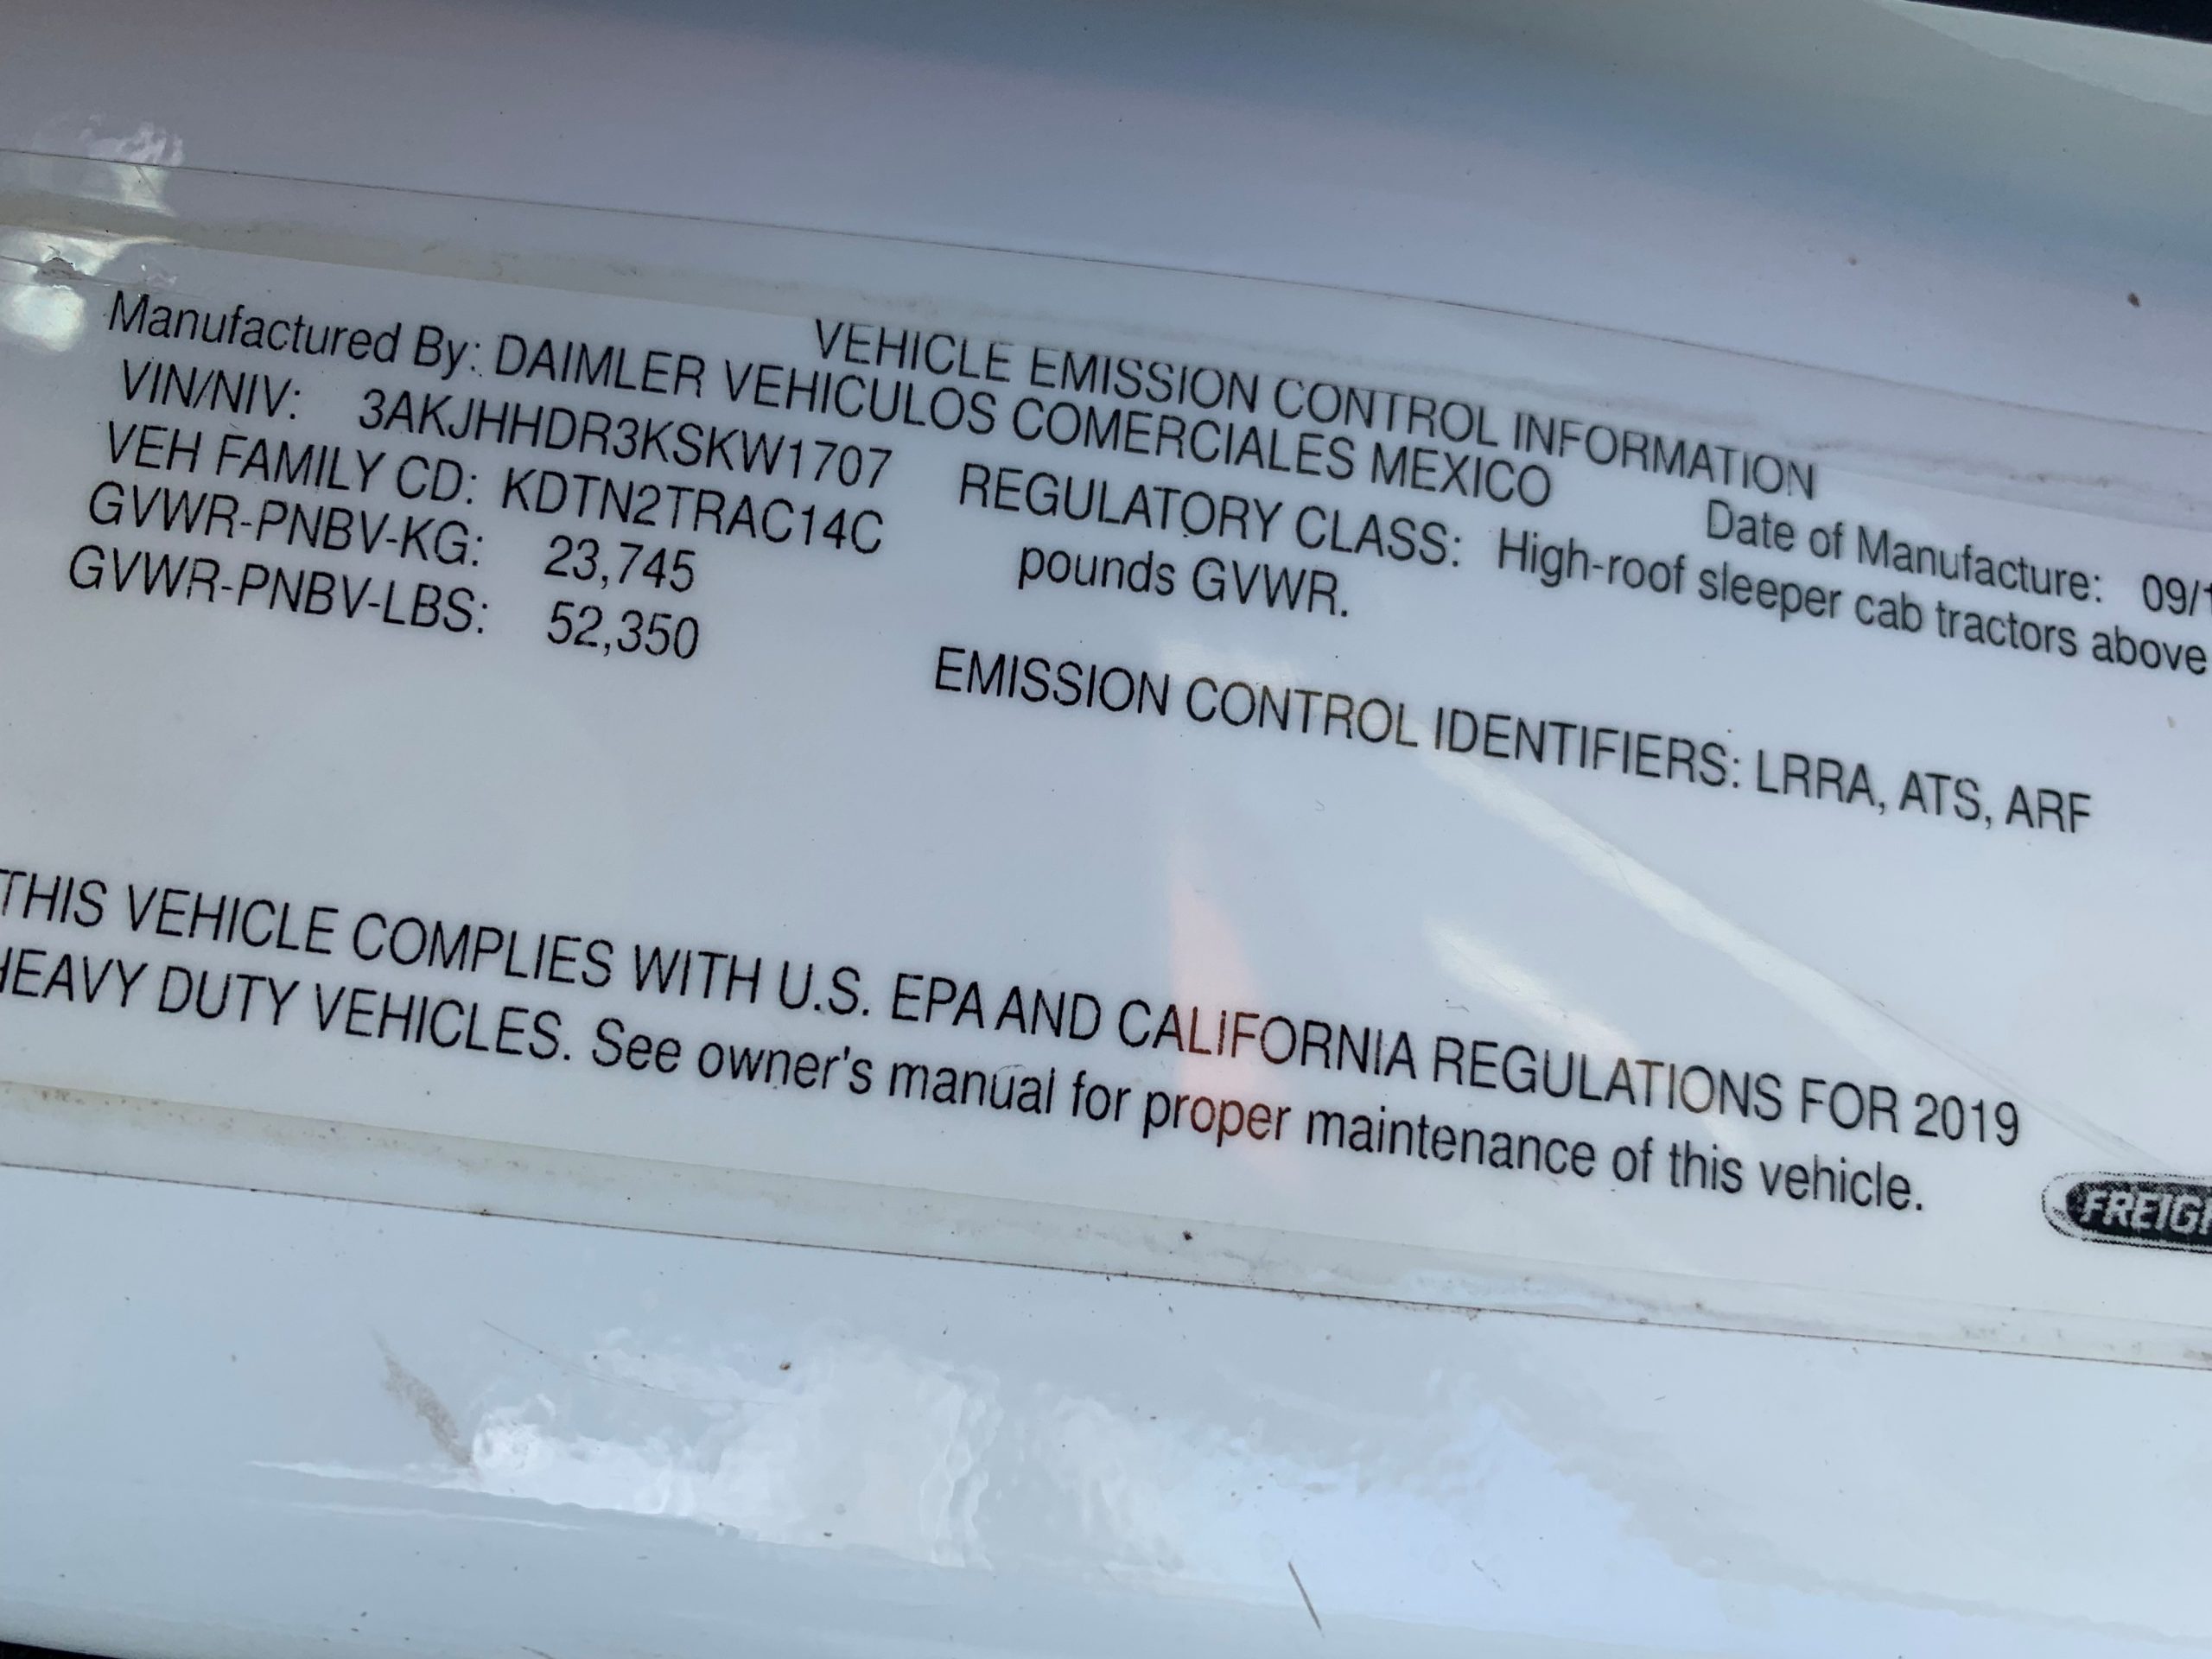 VEHICLE EMISSION CONTROL INFORMATION
Manufactured By: DAIMLER VEHICULOS COMERCIALES MEXICO Date of Manufacture: 09/1
VIN/NIV: 3AKJHHDR3KSKW1707 REGULATORY CLASS: High-roof sleeper cab tractors above
VEH FAMILY CD: KDTN2TRAC14C pounds GVWR.
GVWR-PNBV-KG: 23,745
GVWR-PNBV-LBS: 52,350 EMISSION CONTROL IDENTIFIERS: LRRA, ATS, ARF
THIS VEHICLE COMPLIES WITH U.S. EPA AND CALIFORNIA REGULATIONS FOR 2019
HEAVY DUTY VEHICLES. See owner's manual for proper maintenance of this vehicle.
FREIGH